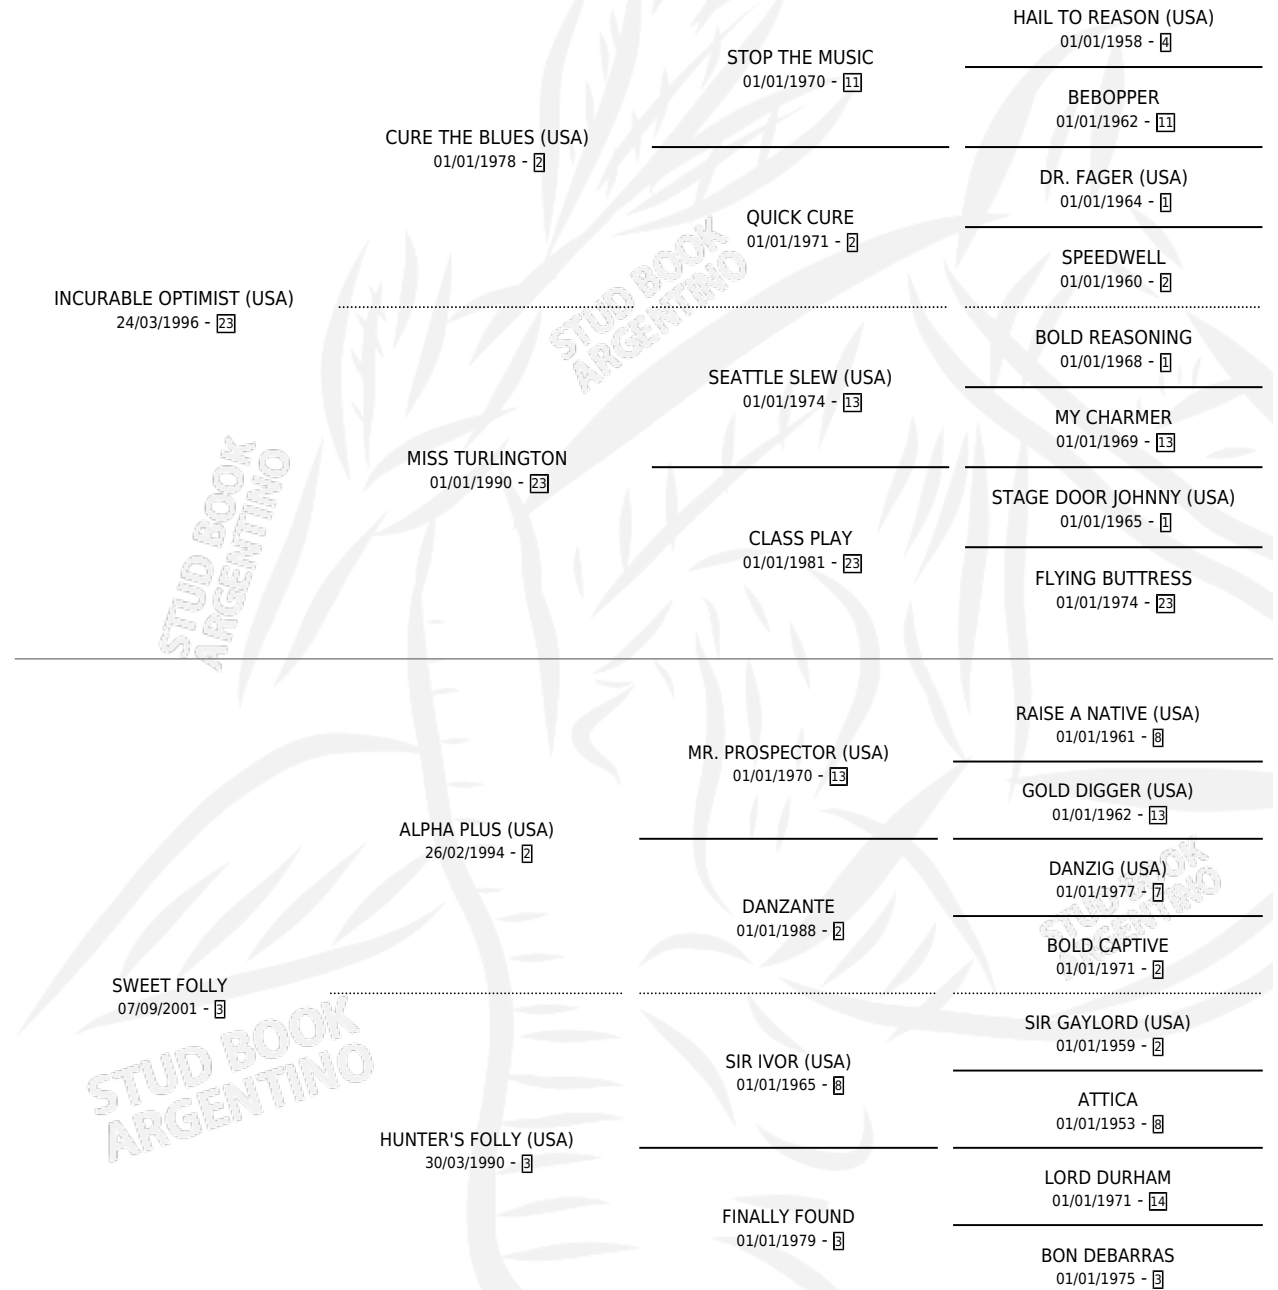 HAIL TO REASON (USA)
01/01/1958 - 4
STOP THE MUSIC
01/01/1970 - 11
BEBOPPER
01/01/1962 - 11
CURE THE BLUES (USA)
01/01/1978 - 2
DR. FAGER (USA)
01/01/1964 - 1
QUICK CURE
01/01/1971 - 2
SPEEDWELL
01/01/1960 - 2
INCURABLE OPTIMIST (USA)
24/03/1996 - 23
STUD BOOK
ARGENTINO
BOLD REASONING
01/01/1968 - 1
SEATTLE SLEW (USA)
01/01/1974 - 13
MY CHARMER
01/01/1969 - 13
MISS TURLINGTON
01/01/1990 - 23
STAGE DOOR JOHNNY (USA)
01/01/1965 - 1
CLASS PLAY
01/01/1981 - 23
FLYING BUTTRESS
01/01/1974 - 23
STUD BOOK
ARGENTINO
RAISE A NATIVE (USA)
01/01/1961 - 8
MR. PROSPECTOR (USA)
01/01/1970 - 13
GOLD DIGGER (USA)
01/01/1962 - 13
ALPHA PLUS (USA)
26/02/1994 - 2
DANZIG (USA)
01/01/1977 - 7
DANZANTE
01/01/1988 - 2
BOLD CAPTIVE
01/01/1971 - 2
STUD BOOK
ARGENTINO
SWEET FOLLY
07/09/2001 - 3
SIR GAYLORD (USA)
01/01/1959 - 2
SIR IVOR (USA)
01/01/1965 - 8
ATTICA
01/01/1953 - 8
STUD BOOK
ARGENTINO
HUNTER'S FOLLY (USA)
30/03/1990 - 3
LORD DURHAM
01/01/1971 - 14
FINALLY FOUND
01/01/1979 - 3
BON DEBARRAS
01/01/1975 - 3